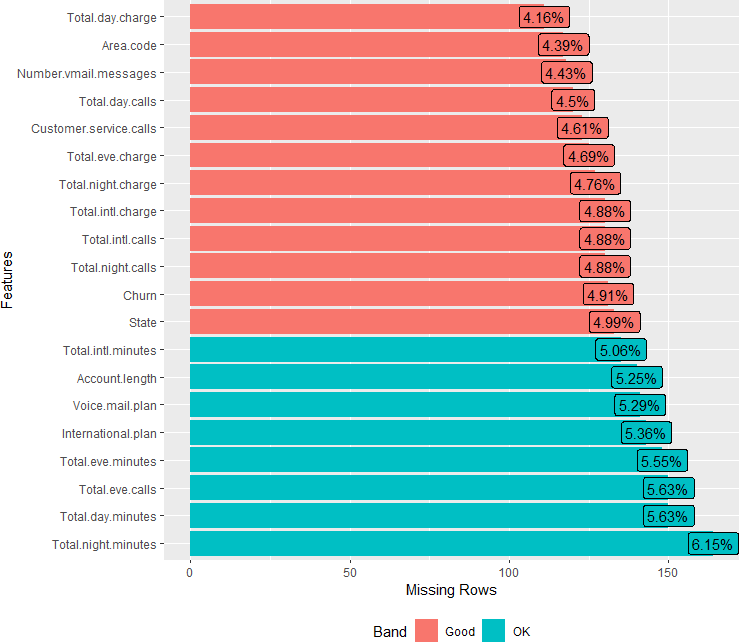 Features
Total.day.charge 4.16%
Area.code 4.39%
Number.vmail.messages 4.43%
Total.day.calls 4.5%
Customer.service.calls 4.61%
Total.eve.charge 4.69%
Total.night.charge 4.76%
Total.intl.charge 4.88%
Total.intl.calls 4.88%
Total.night.calls 4.88%
Churn 4.91%
State 4.99%
Total.intl.minutes 5.06%
Account.length 5.25%
Voice.mail.plan 5.29%
International.plan 5.36%
Total.eve.minutes 5.55%
Total.eve.calls 5.63%
Total.day.minutes 5.63%
Total.night.minutes 6.15%
0 50 100 150
Missing Rows
Band Good OK